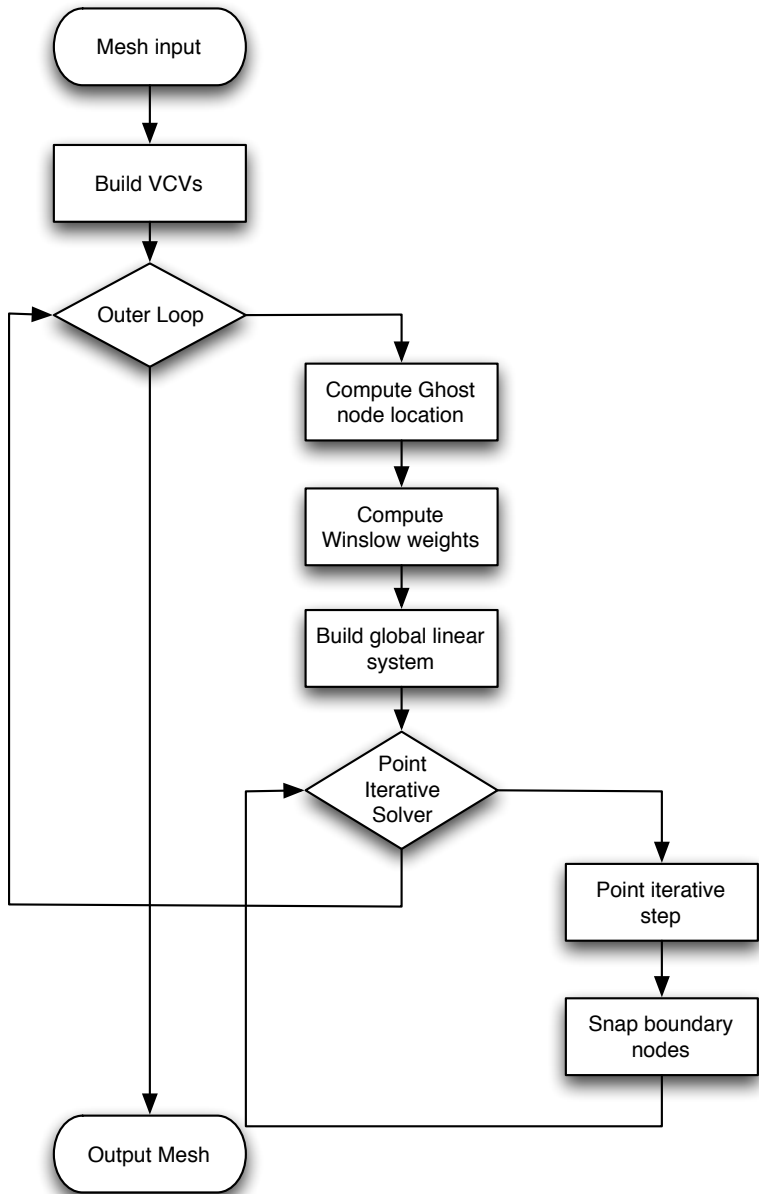 Mesh input
Build VCVs
Outer Loop
Compute Ghost
node location
Compute
Winslow weights
Build global linear
system
Point
Iterative
Solver
Point iterative
step
Snap boundary
nodes
Output Mesh